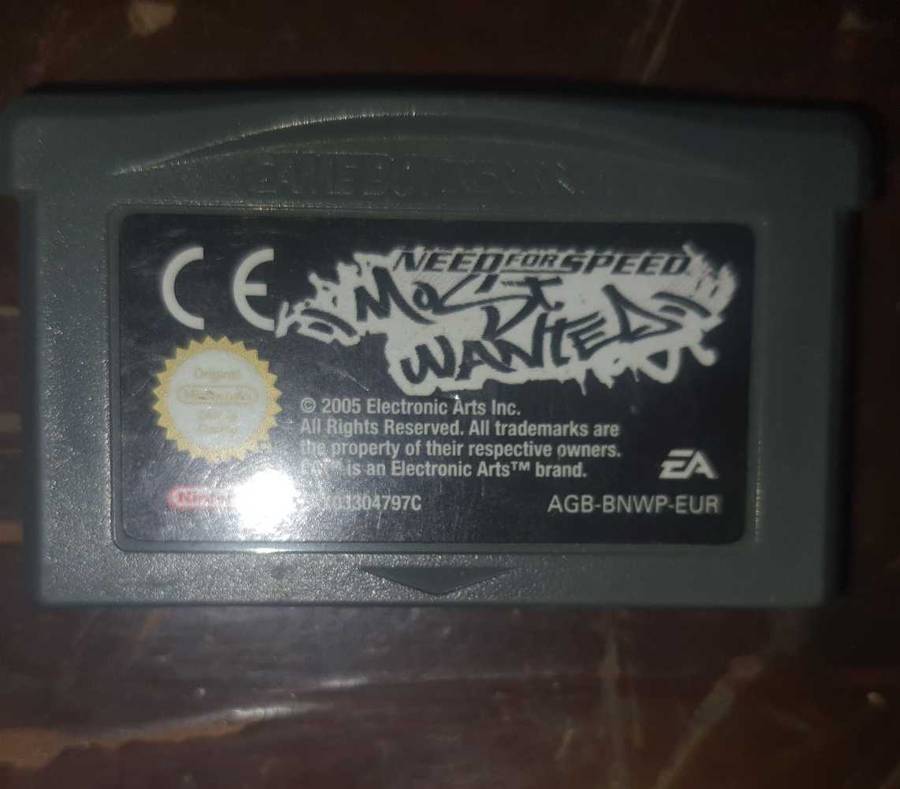 GAME BOY ADVANCE
CE
NEED FOR SPEED
MOST
WANTED
Original
Nintendo
© 2005 Electronic Arts Inc.
All Rights Reserved. All trademarks are
the property of their respective owners.
is an Electronic Arts™ brand.
EA
03304797C
AGB-BNWP-EUR